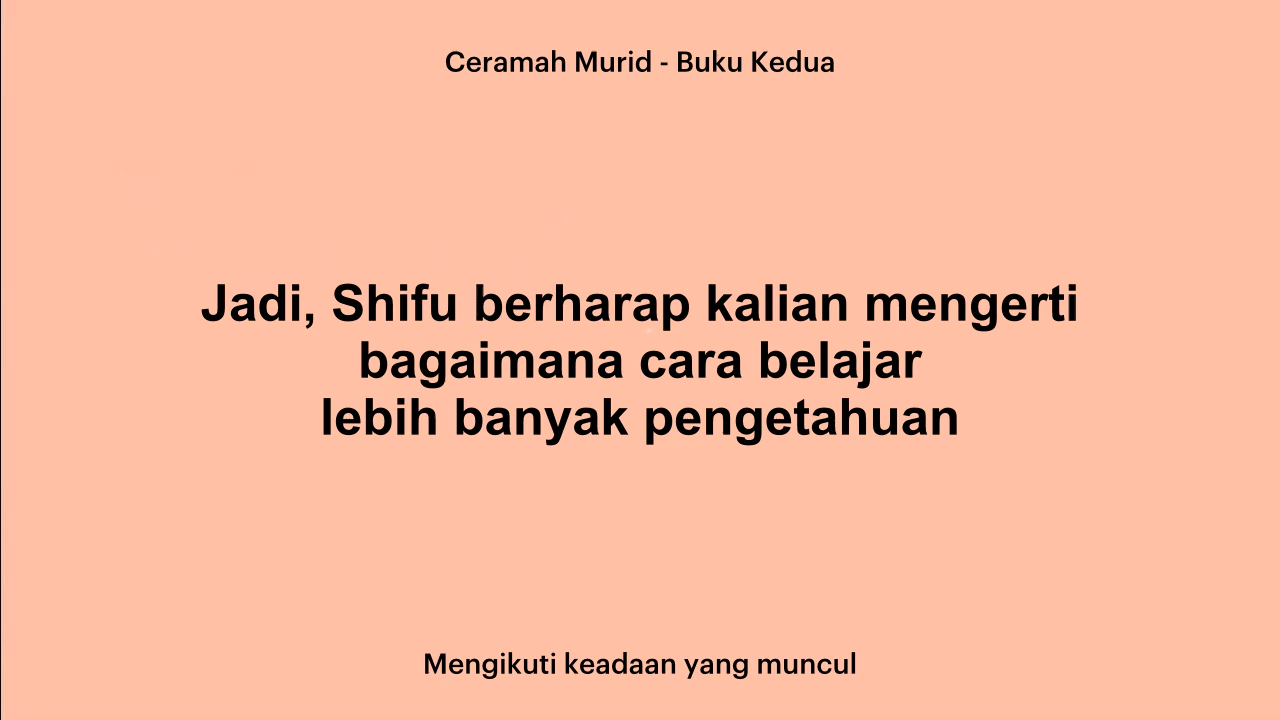 Ceramah Murid - Buku Kedua
Jadi, Shifu berharap kalian mengerti
bagaimana cara belajar
lebih banyak pengetahuan
Mengikuti keadaan yang muncul